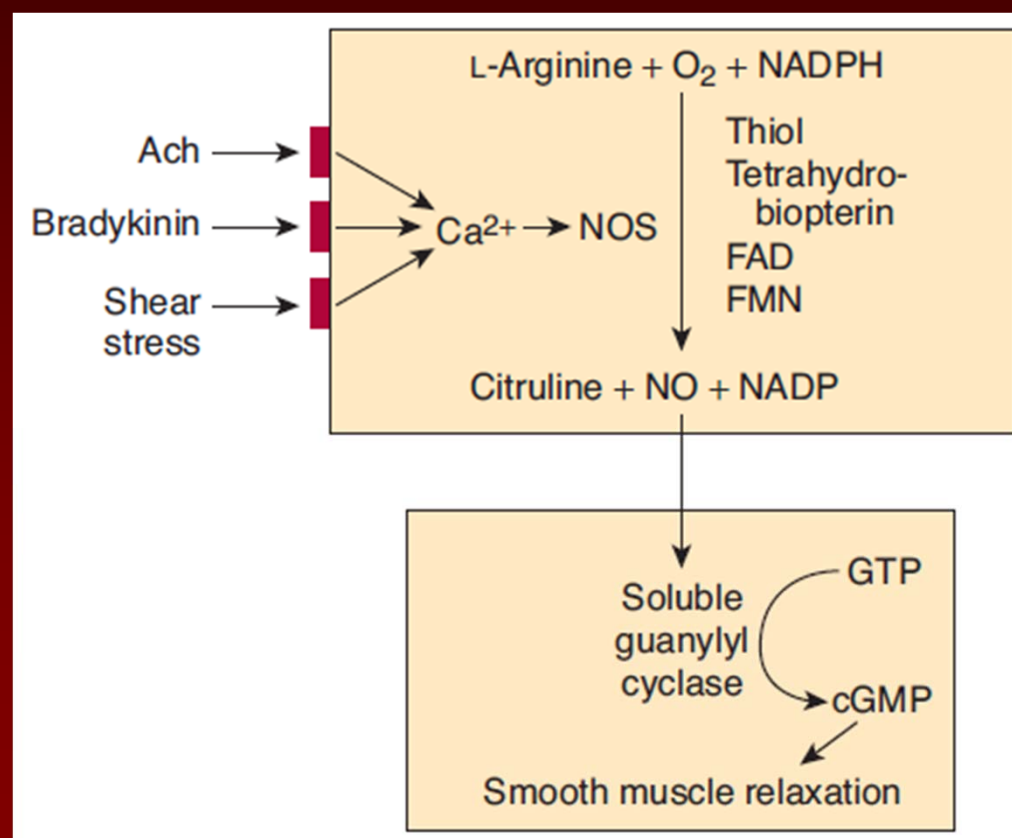 L-Arginine + O₂ + NADPH
Thiol
Tetrahydro-
biopterin
FAD
FMN
Ach
Bradykinin
Shear
stress
Ca²⁺
NOS
Citruline + NO + NADP
Soluble
guanylyl
cyclase
GTP
cGMP
Smooth muscle relaxation